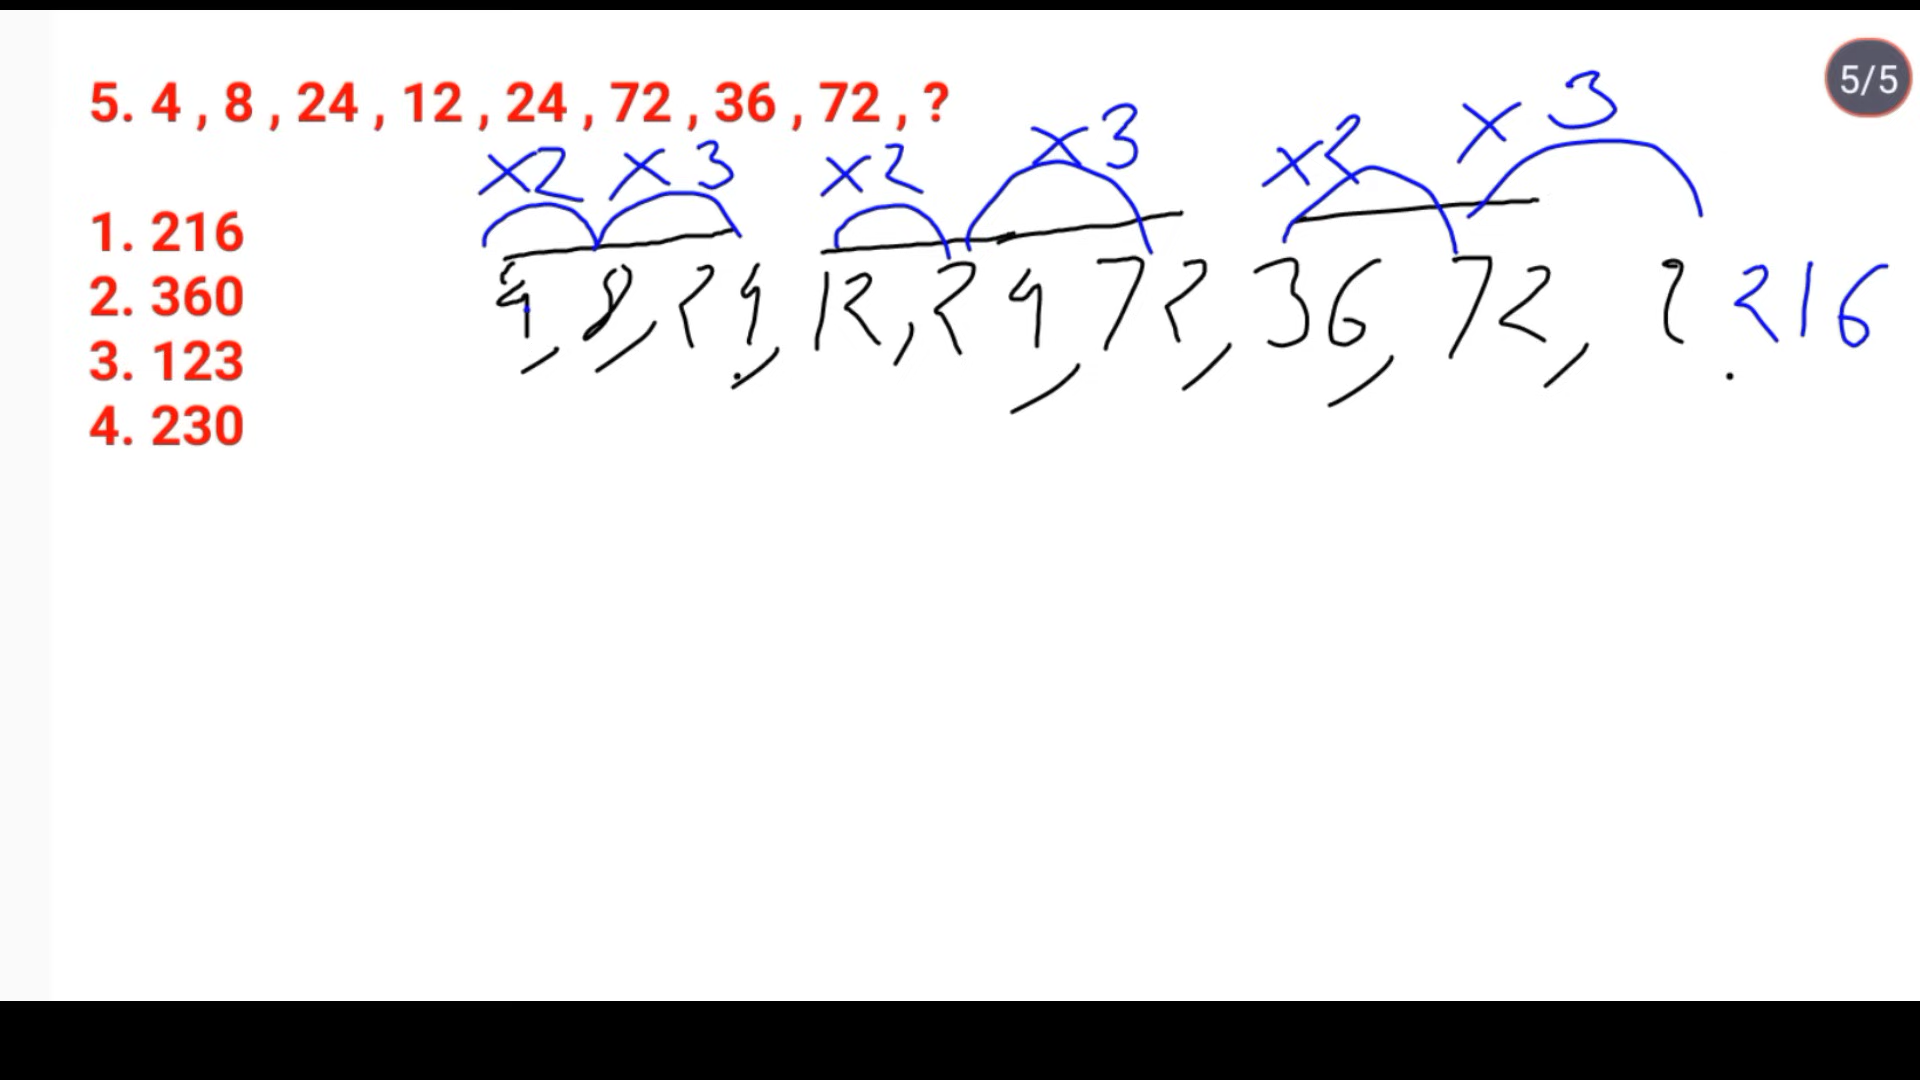 5/5
5. 4 , 8 , 24 , 12 , 24 , 72 , 36 , 72 , ?
×2 ×3 ×2 ×3 ×2 ×3
1. 216
2. 360
3. 123
4. 230
4, 8, 24, 12, 24, 72, 36, 72, ? 216